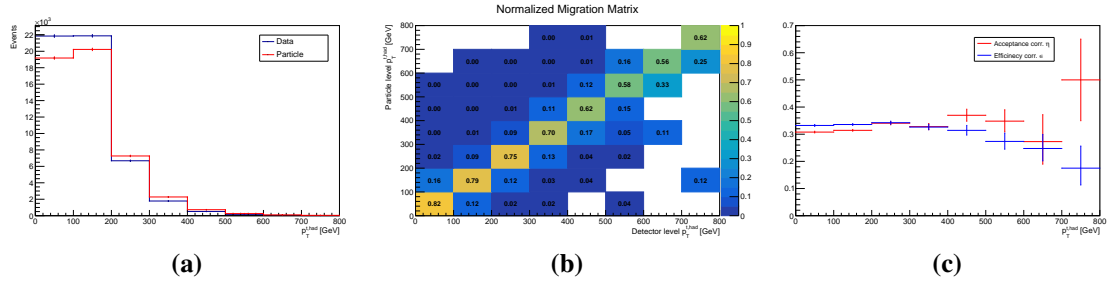 ×10³
Events
22
20
18
16
14
12
10
8
6
4
2
0
Data
Particle
0 100 200 300 400 500 600 700 800
p_T^{t,had} [GeV]
(a)
Normalized Migration Matrix
Particle level p_T^{t,had} [GeV]
800
700
600
500
400
300
200
100
0
0.00 0.01 0.62
0.00 0.00 0.00 0.01 0.16 0.56 0.25
0.00 0.00 0.00 0.01 0.12 0.58 0.33
0.00 0.00 0.01 0.11 0.62 0.15
0.00 0.01 0.09 0.70 0.17 0.05 0.11
0.02 0.09 0.75 0.13 0.04 0.02
0.16 0.79 0.12 0.03 0.04 0.12
0.82 0.12 0.02 0.02 0.04
0 100 200 300 400 500 600 700 800
Detector level p_T^{t,had} [GeV]
1
0.9
0.8
0.7
0.6
0.5
0.4
0.3
0.2
0.1
0
(b)
0.7
0.6
0.5
0.4
0.3
0.2
0.1
0
Acceptance corr. η
Efficinecy corr. ε
0 100 200 300 400 500 600 700 800
p_T^{t,had} [GeV]
(c)